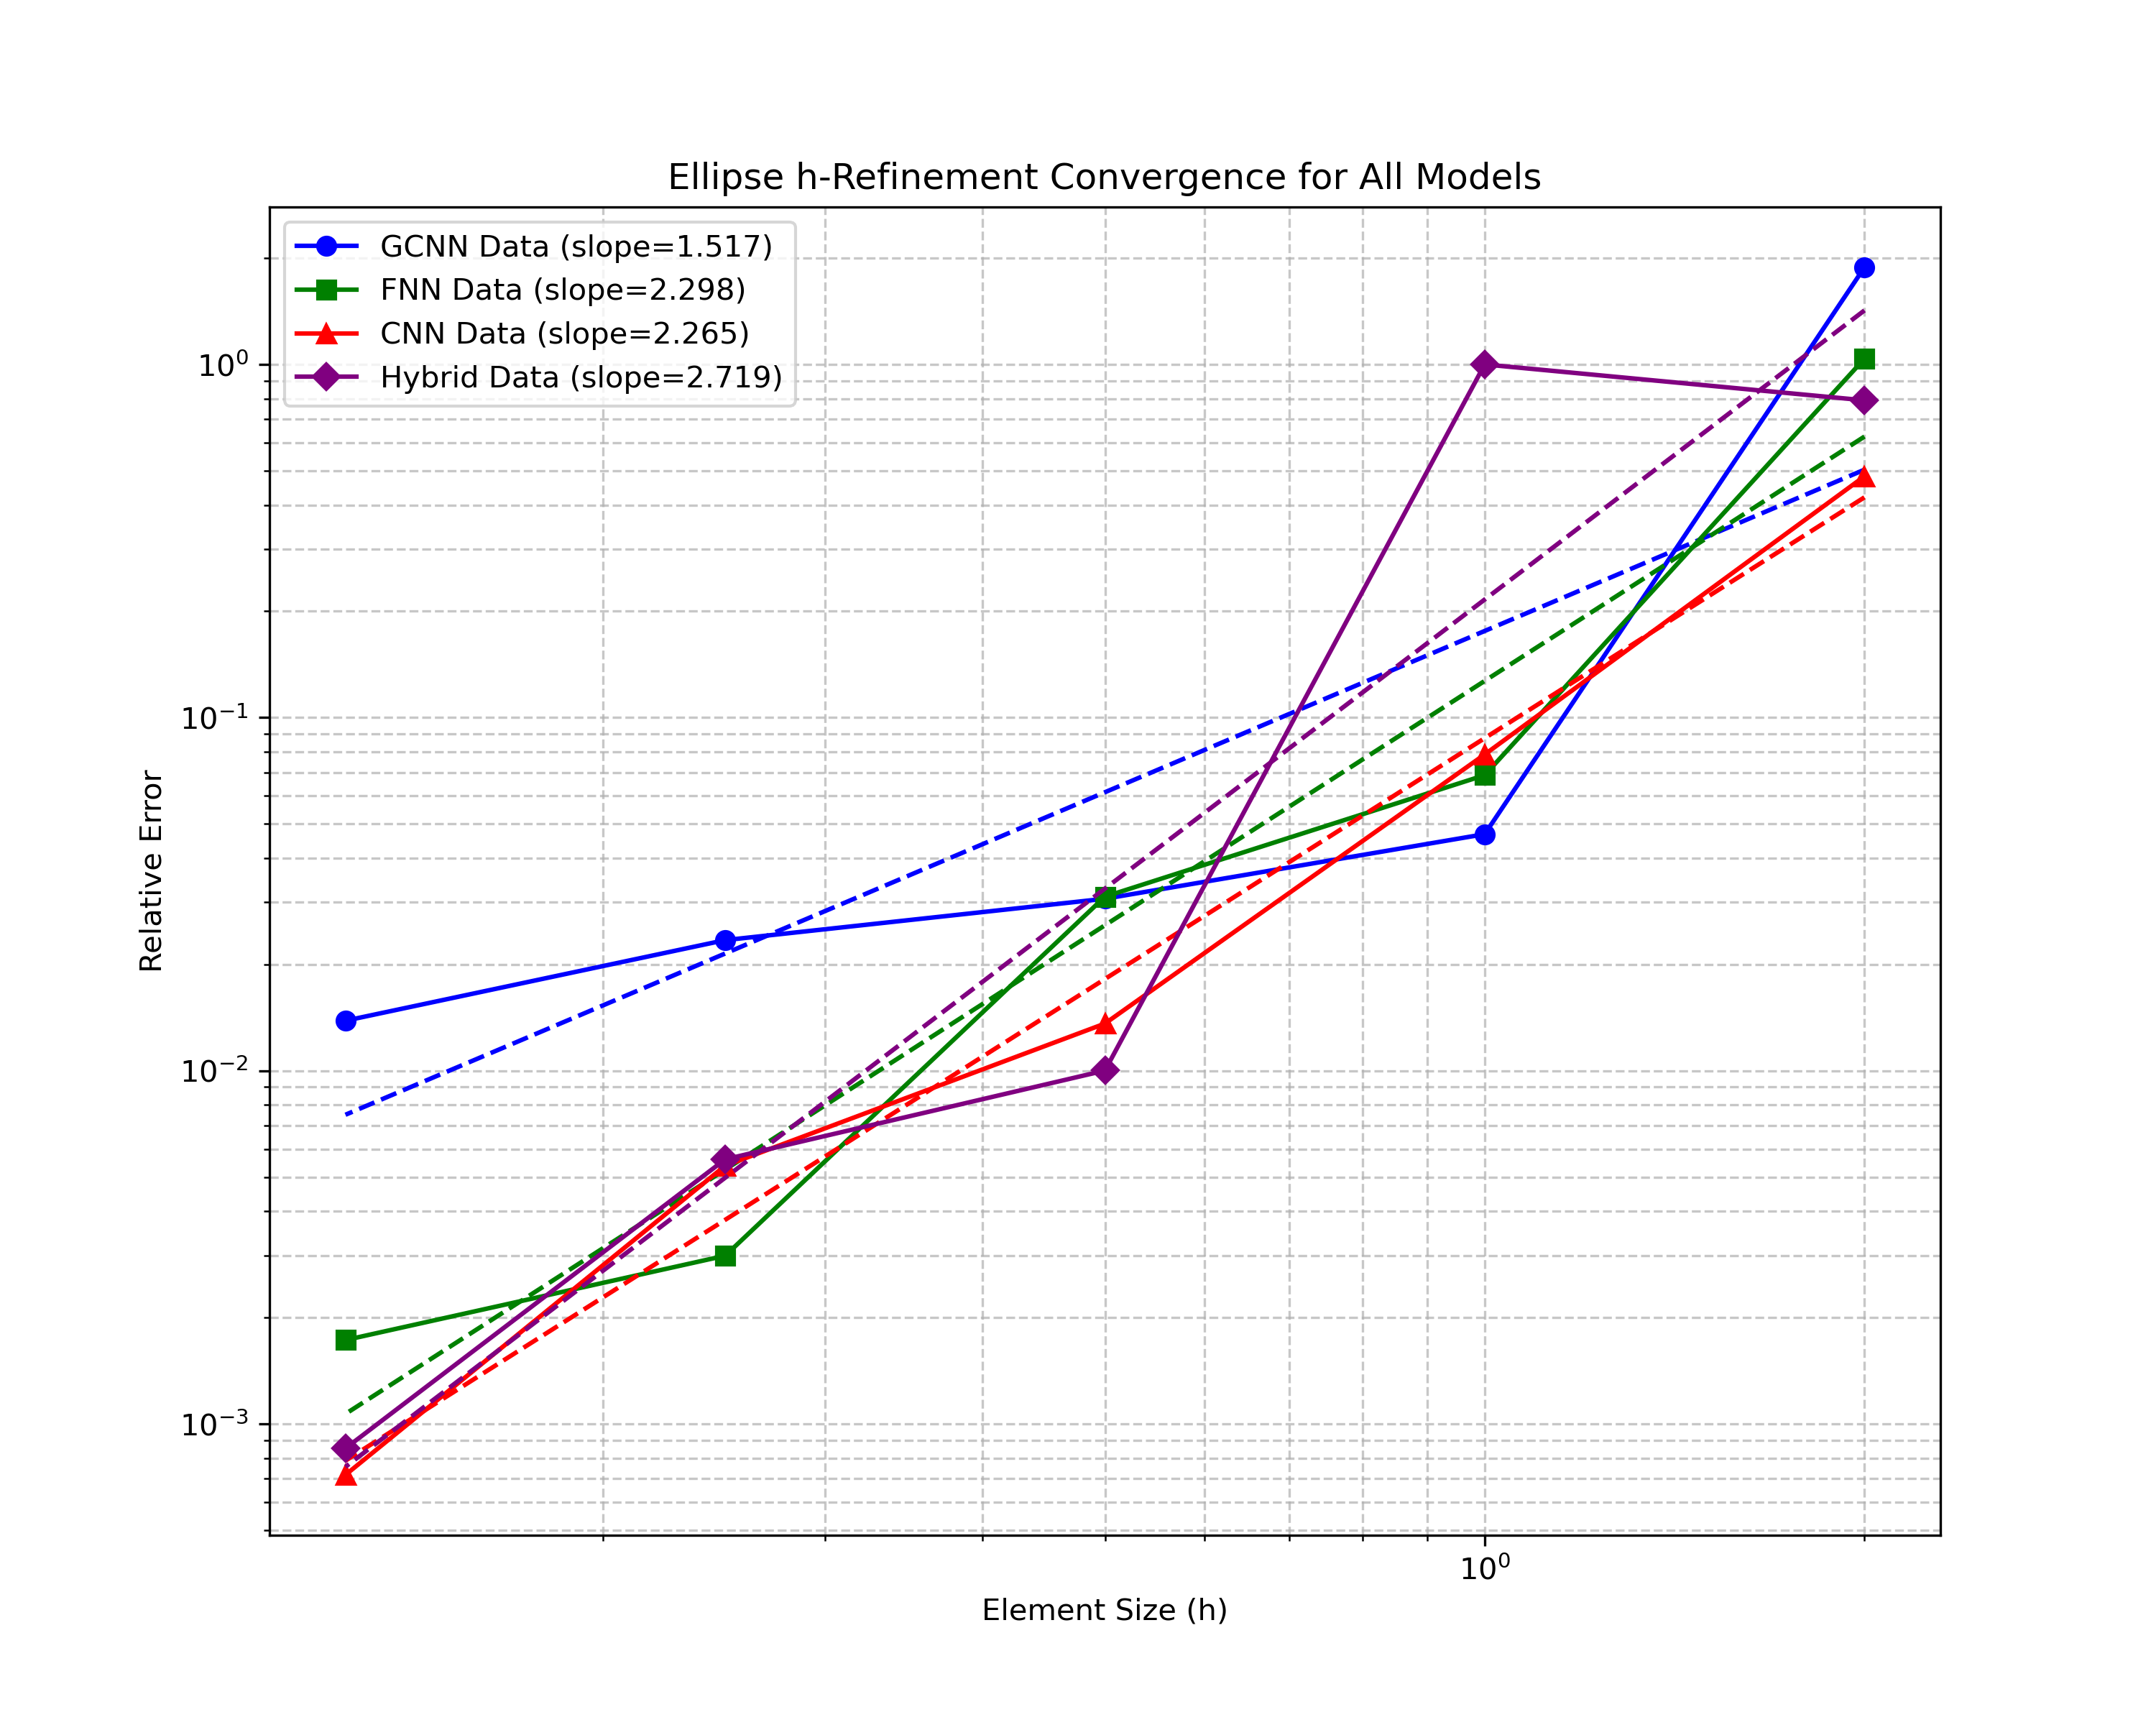 Ellipse h-Refinement Convergence for All Models
GCNN Data (slope=1.517)
FNN Data (slope=2.298)
CNN Data (slope=2.265)
Hybrid Data (slope=2.719)
10⁰
10⁻¹
10⁻²
10⁻³
Relative Error
10⁰
Element Size (h)